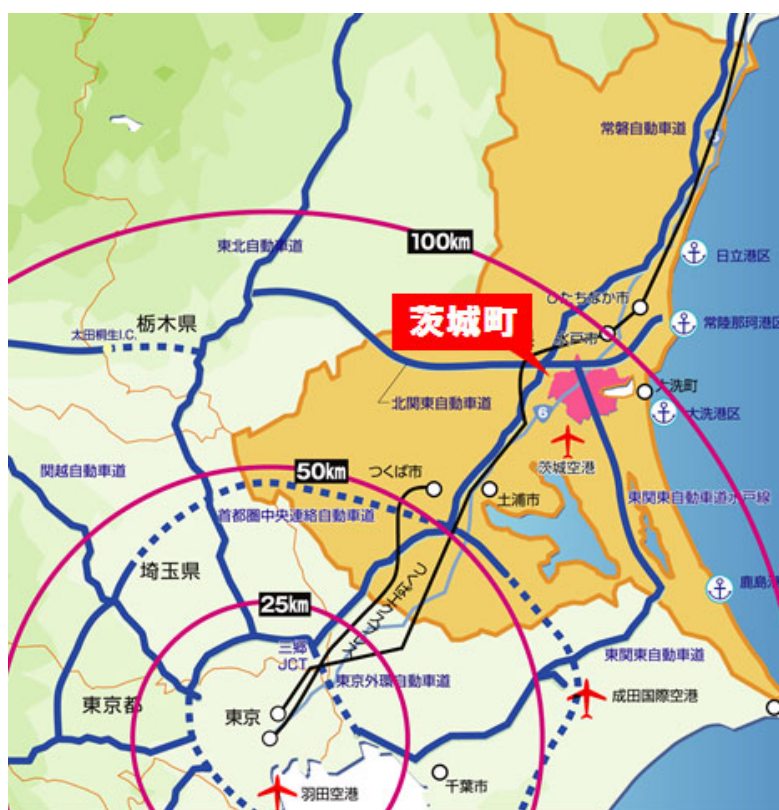 常磐自動車道
6
東北自動車道
100km
日立港区
ひたちなか市
栃木県
太田桐生I.C.
茨城町
水戸市
常陸那珂港区
大洗町
北関東自動車道
6
大洗港区
茨城空港
関越自動車道
50km
つくば市
土浦市
東関東自動車道水戸線
首都圏中央連絡自動車道
埼玉県
つくばエクスプレス
鹿島港
25km
三郷
JCT
東関東自動車道
東京外環自動車道
東京都
東京
成田国際空港
千葉市
羽田空港